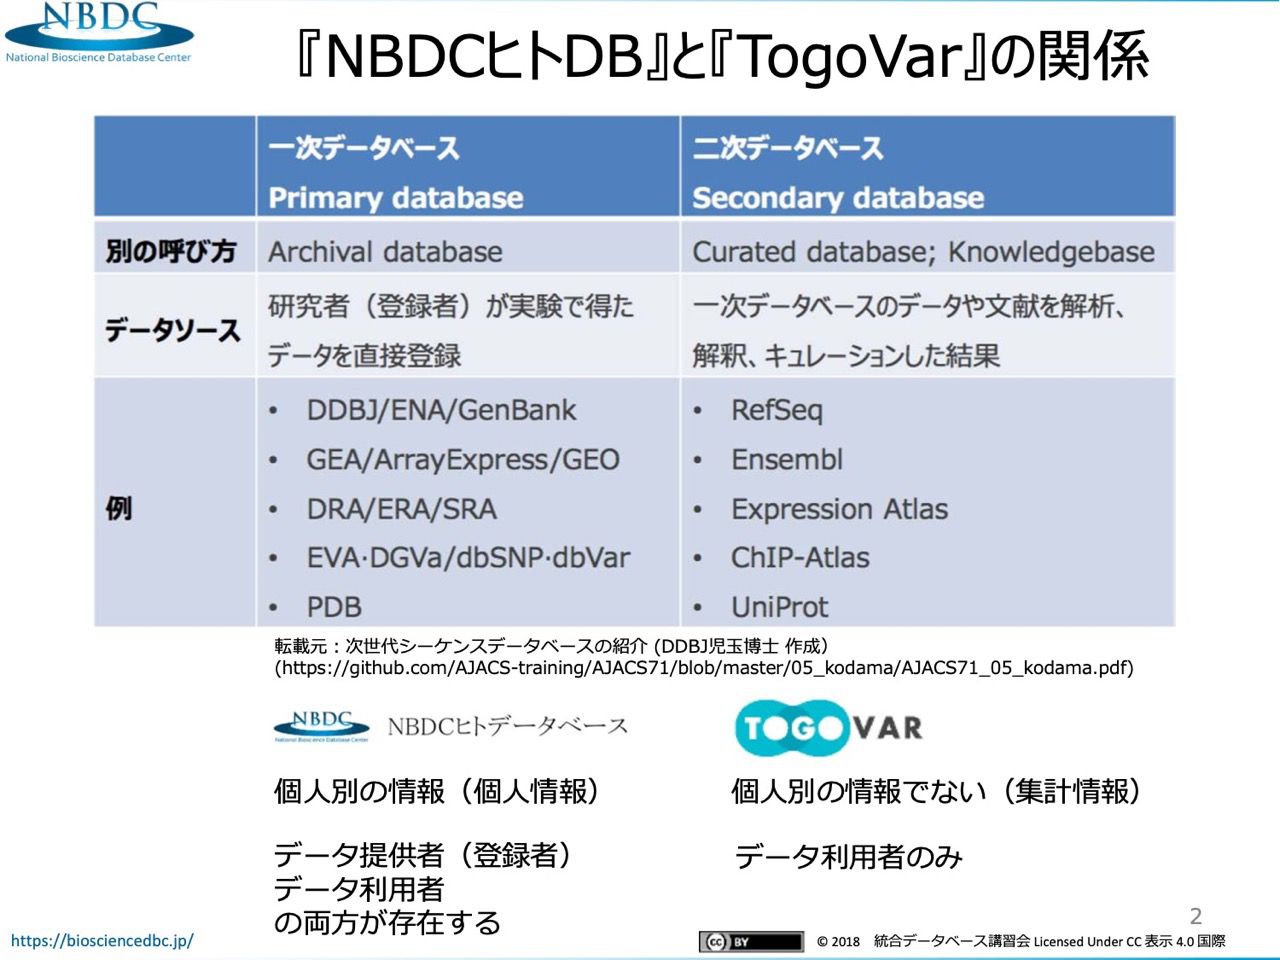 NBDC
National Bioscience Database Center
『NBDCヒトDB』と『TogoVar』の関係
一次データベース
Primary database
二次データベース
Secondary database
別の呼び方
Archival database
Curated database; Knowledgebase
データソース
研究者（登録者）が実験で得た
データを直接登録
一次データベースのデータや文献を解析、
解釈、キュレーションした結果
例
• DDBJ/ENA/GenBank
• GEA/ArrayExpress/GEO
• DRA/ERA/SRA
• EVA·DGVa/dbSNP·dbVar
• PDB
• RefSeq
• Ensembl
• Expression Atlas
• ChIP-Atlas
• UniProt
転載元：次世代シーケンスデータベースの紹介 (DDBJ児玉博士 作成）
(https://github.com/AJACS-training/AJACS71/blob/master/05_kodama/AJACS71_05_kodama.pdf)
NBDC
National Bioscience Database Center
NBDCヒトデータベース
TOGO VAR
個人別の情報（個人情報）
個人別の情報でない（集計情報）
データ提供者（登録者）
データ利用者
の両方が存在する
データ利用者のみ
2
https://biosciencedbc.jp/
cc BY
© 2018 統合データベース講習会 Licensed Under CC 表示 4.0 国際